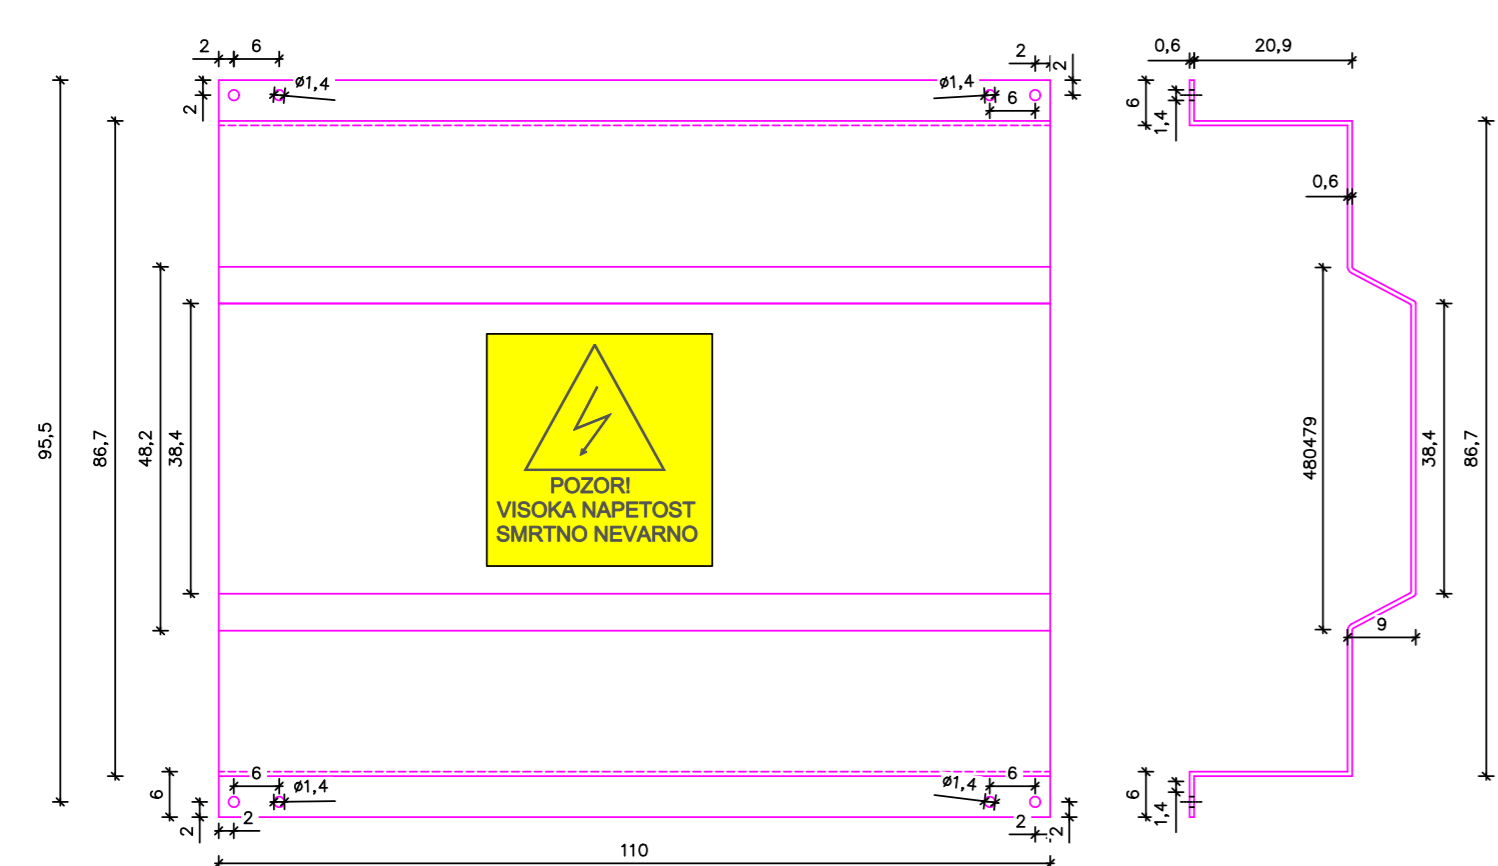 2 6 2 2 0,6 20,9
ø1,4 ø1,4
2 6 6 1,4
0,6
95,5 86,7 48,2 38,4 480479 38,4 86,7
POZOR!
VISOKA NAPETOST
SMRTNO NEVARNO
9
6 6 ø1,4 ø1,4 6 6 1,4
2 2 2 2
110